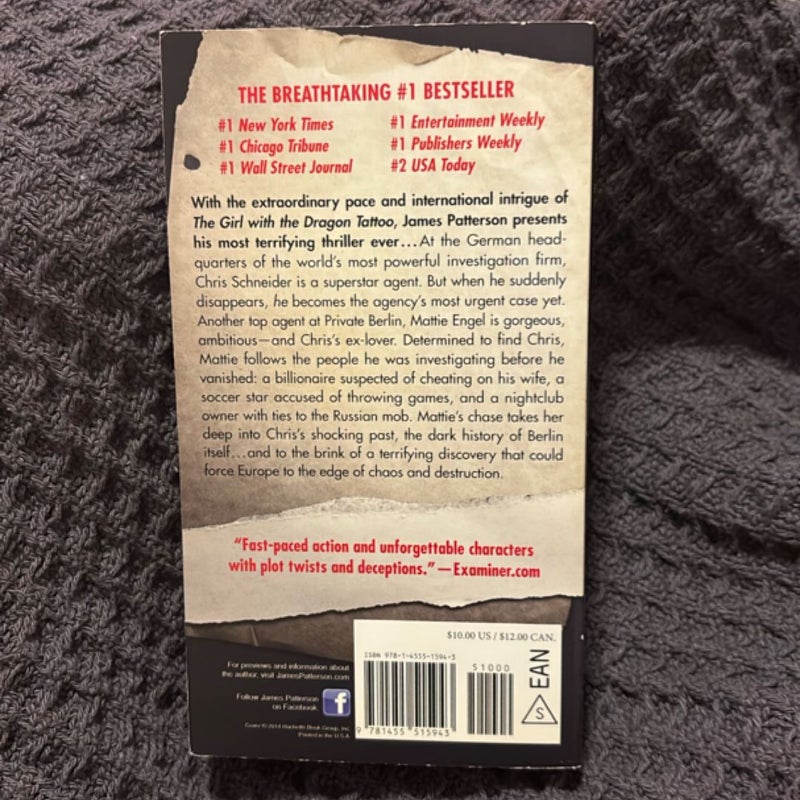 THE BREATHTAKING #1 BESTSELLER
#1 New York Times
#1 Chicago Tribune
#1 Wall Street Journal
#1 Entertainment Weekly
#1 Publishers Weekly
#2 USA Today
With the extraordinary pace and international intrigue of
The Girl with the Dragon Tattoo, James Patterson presents
his most terrifying thriller ever...At the German head-
quarters of the world's most powerful investigation firm,
Chris Schneider is a superstar agent. But when he suddenly
disappears, he becomes the agency's most urgent case yet.
Another top agent at Private Berlin, Mattie Engel is gorgeous,
ambitious—and Chris's ex-lover. Determined to find Chris,
Mattie follows the people he was investigating before he
vanished: a billionaire suspected of cheating on his wife, a
soccer star accused of throwing games, and a nightclub
owner with ties to the Russian mob. Mattie's chase takes her
deep into Chris's shocking past, the dark history of Berlin
itself...and to the brink of a terrifying discovery that could
force Europe to the edge of chaos and destruction.
"Fast-paced action and unforgettable characters
with plot twists and deceptions."—Examiner.com
$10.00 US / $12.00 CAN.
ISBN 978-1-4555-1594-3
51000
EAN
S
9 781455 515943
For previews and information about
the author, visit JamesPatterson.com
Follow James Patterson
on Facebook.
f
Cover © 2014 Hachette Book Group, Inc.
Printed in the U.S.A.